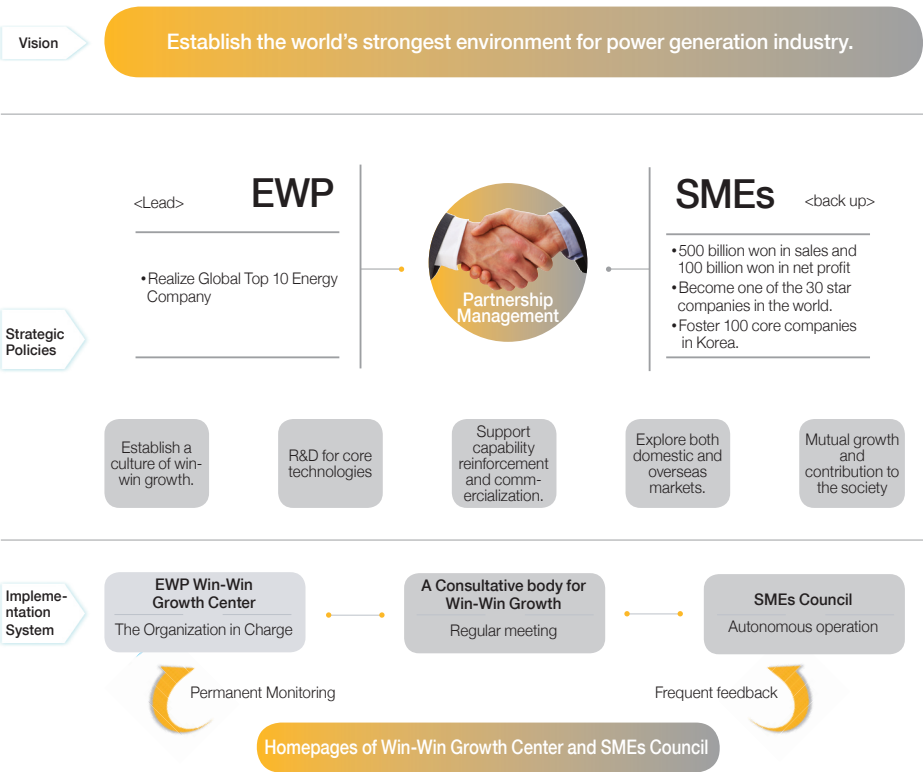 Vision
Establish the world's strongest environment for power generation industry.
Strategic
Policies
<Lead>
EWP
•Realize Global Top 10 Energy
Company
Partnership
Management
SMEs
<back up>
•500 billion won in sales and
100 billion won in net profit
•Become one of the 30 star
companies in the world.
•Foster 100 core companies
in Korea.
Establish a
culture of win-
win growth.
R&D for core
technologies
Support
capability
reinforcement
and comm-
ercialization.
Explore both
domestic and
overseas
markets.
Mutual growth
and
contribution to
the society
Impleme-
ntation
System
EWP Win-Win
Growth Center
The Organization in Charge
A Consultative body for
Win-Win Growth
Regular meeting
SMEs Council
Autonomous operation
Permanent Monitoring
Frequent feedback
Homepages of Win-Win Growth Center and SMEs Council